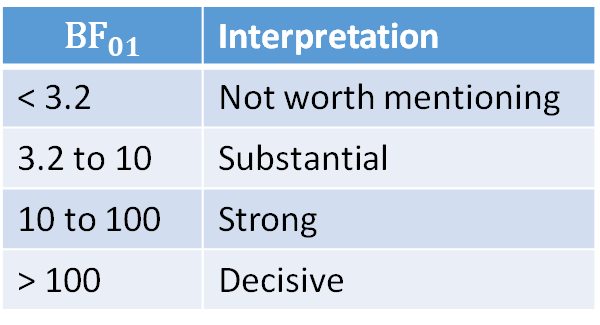 BF₀₁ Interpretation
< 3.2 Not worth mentioning
3.2 to 10 Substantial
10 to 100 Strong
> 100 Decisive